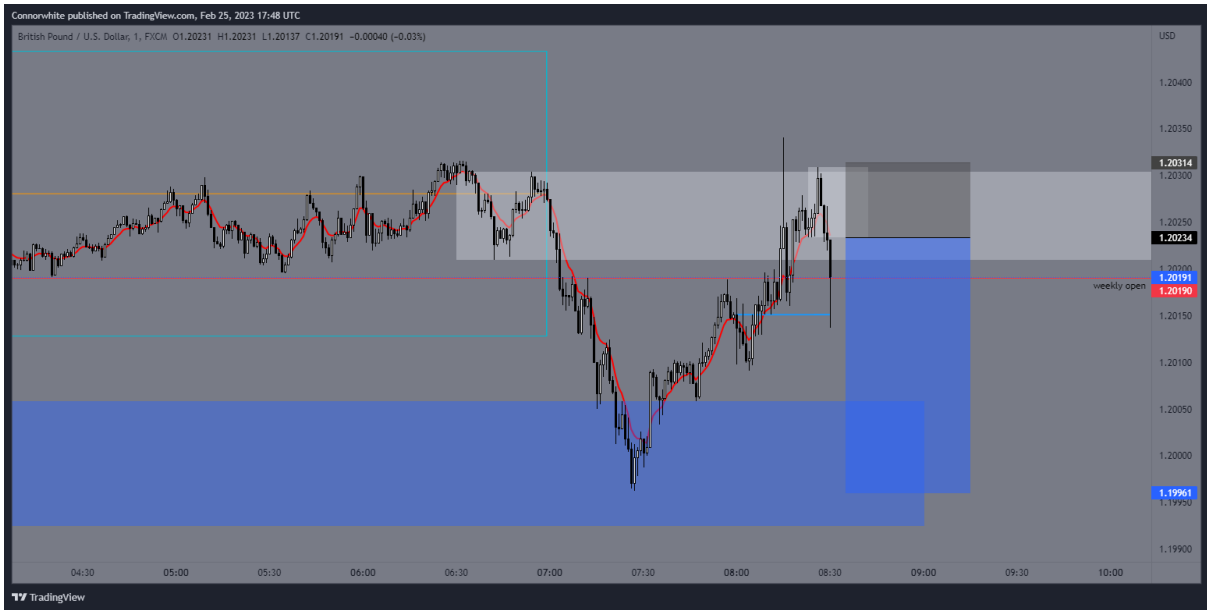 Connorwhite published on TradingView.com, Feb 25, 2023 17:48 UTC
British Pound / U.S. Dollar, 1, FXCM O1.20231 H1.20231 L1.20137 C1.20191 −0.00040 (−0.03%)
USD
1.20400
1.20350
1.20314
1.20300
1.20250
1.20234
1.20200
1.20191
weekly open
1.20190
1.20150
1.20100
1.20050
1.20000
1.19961
1.19950
1.19900
04:30 05:00 05:30 06:00 06:30 07:00 07:30 08:00 08:30 09:00 09:30 10:00
TradingView